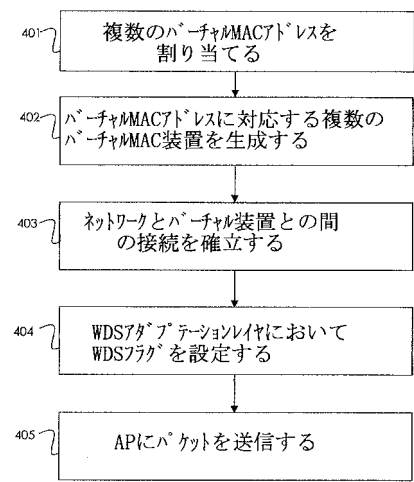 401
複数のﾊﾞｰﾁｬﾙMACｱﾄﾞﾚｽを
割り当てる
402
ﾊﾞｰﾁｬﾙMACｱﾄﾞﾚｽに対応する複数の
ﾊﾞｰﾁｬﾙMAC装置を生成する
403
ﾈｯﾄﾜｰｸとﾊﾞｰﾁｬﾙ装置との間
の接続を確立する
404
WDSｱﾀﾞﾌﾟﾃｰｼｮﾝﾚｲﾔにおいて
WDSﾌﾗｸﾞを設定する
405
APにﾊﾟｹｯﾄを送信する